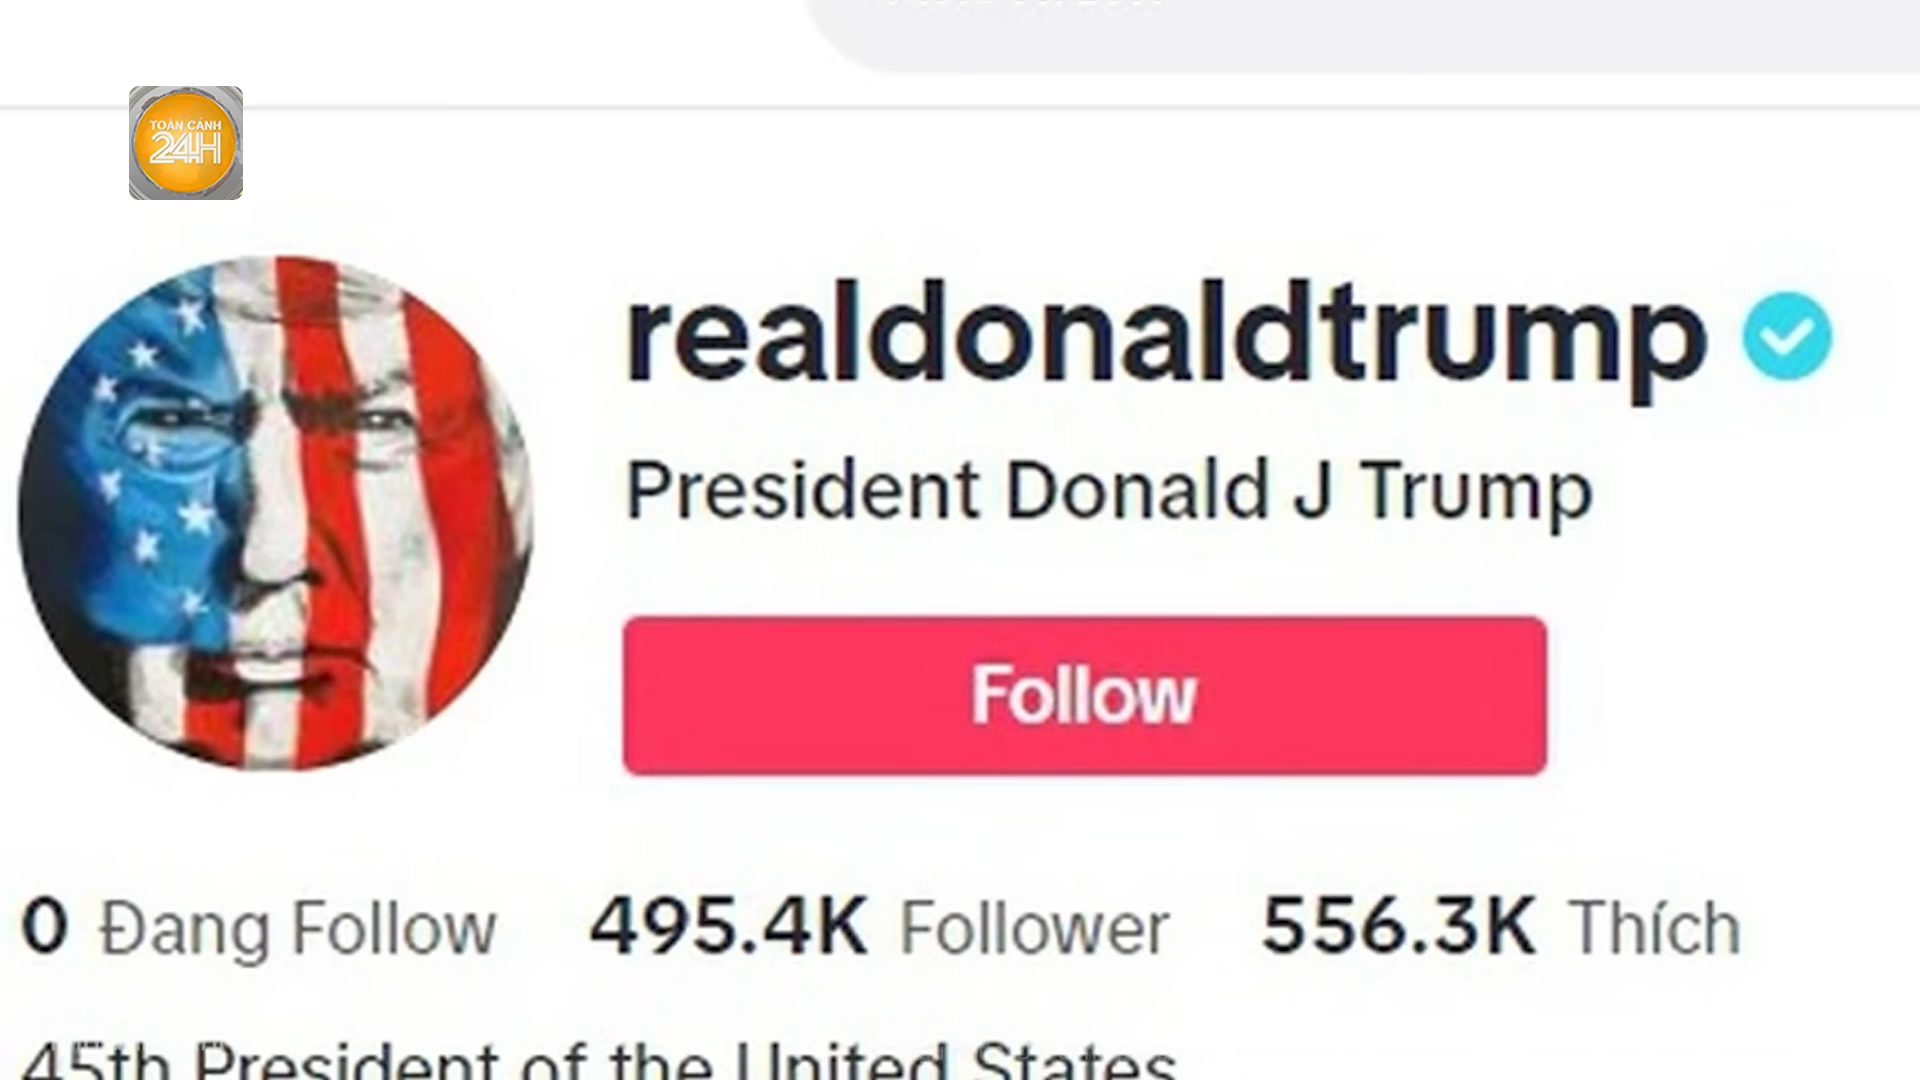 TOÀN CẢNH
24H
realdonaldtrump
President Donald J Trump
Follow
0 Đang Follow 495.4K Follower 556.3K Thích
45th President of the United States